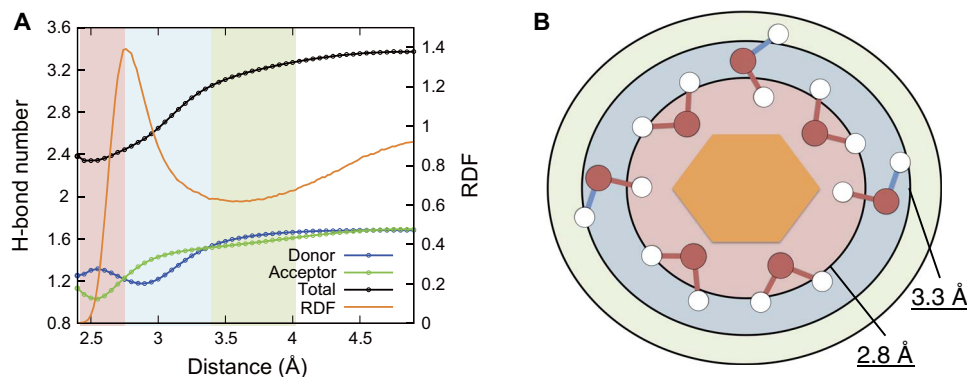 A
3.6
3.2
2.8
2.4
2
1.6
1.2
0.8
H-bond number
1.4
1.2
1
0.8
0.6
0.4
0.2
0
RDF
Donor
Acceptor
Total
RDF
2.5 3 3.5 4 4.5
Distance (Å)
B
3.3 Å
2.8 Å